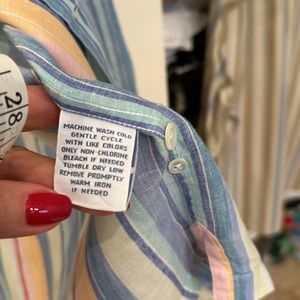 28
MACHINE WASH COLD
GENTLE CYCLE
WITH LIKE COLORS
ONLY NON-CHLORINE
BLEACH IF NEEDED
TUMBLE DRY LOW
REMOVE PROMPTLY
WARM IRON
IF NEEDED